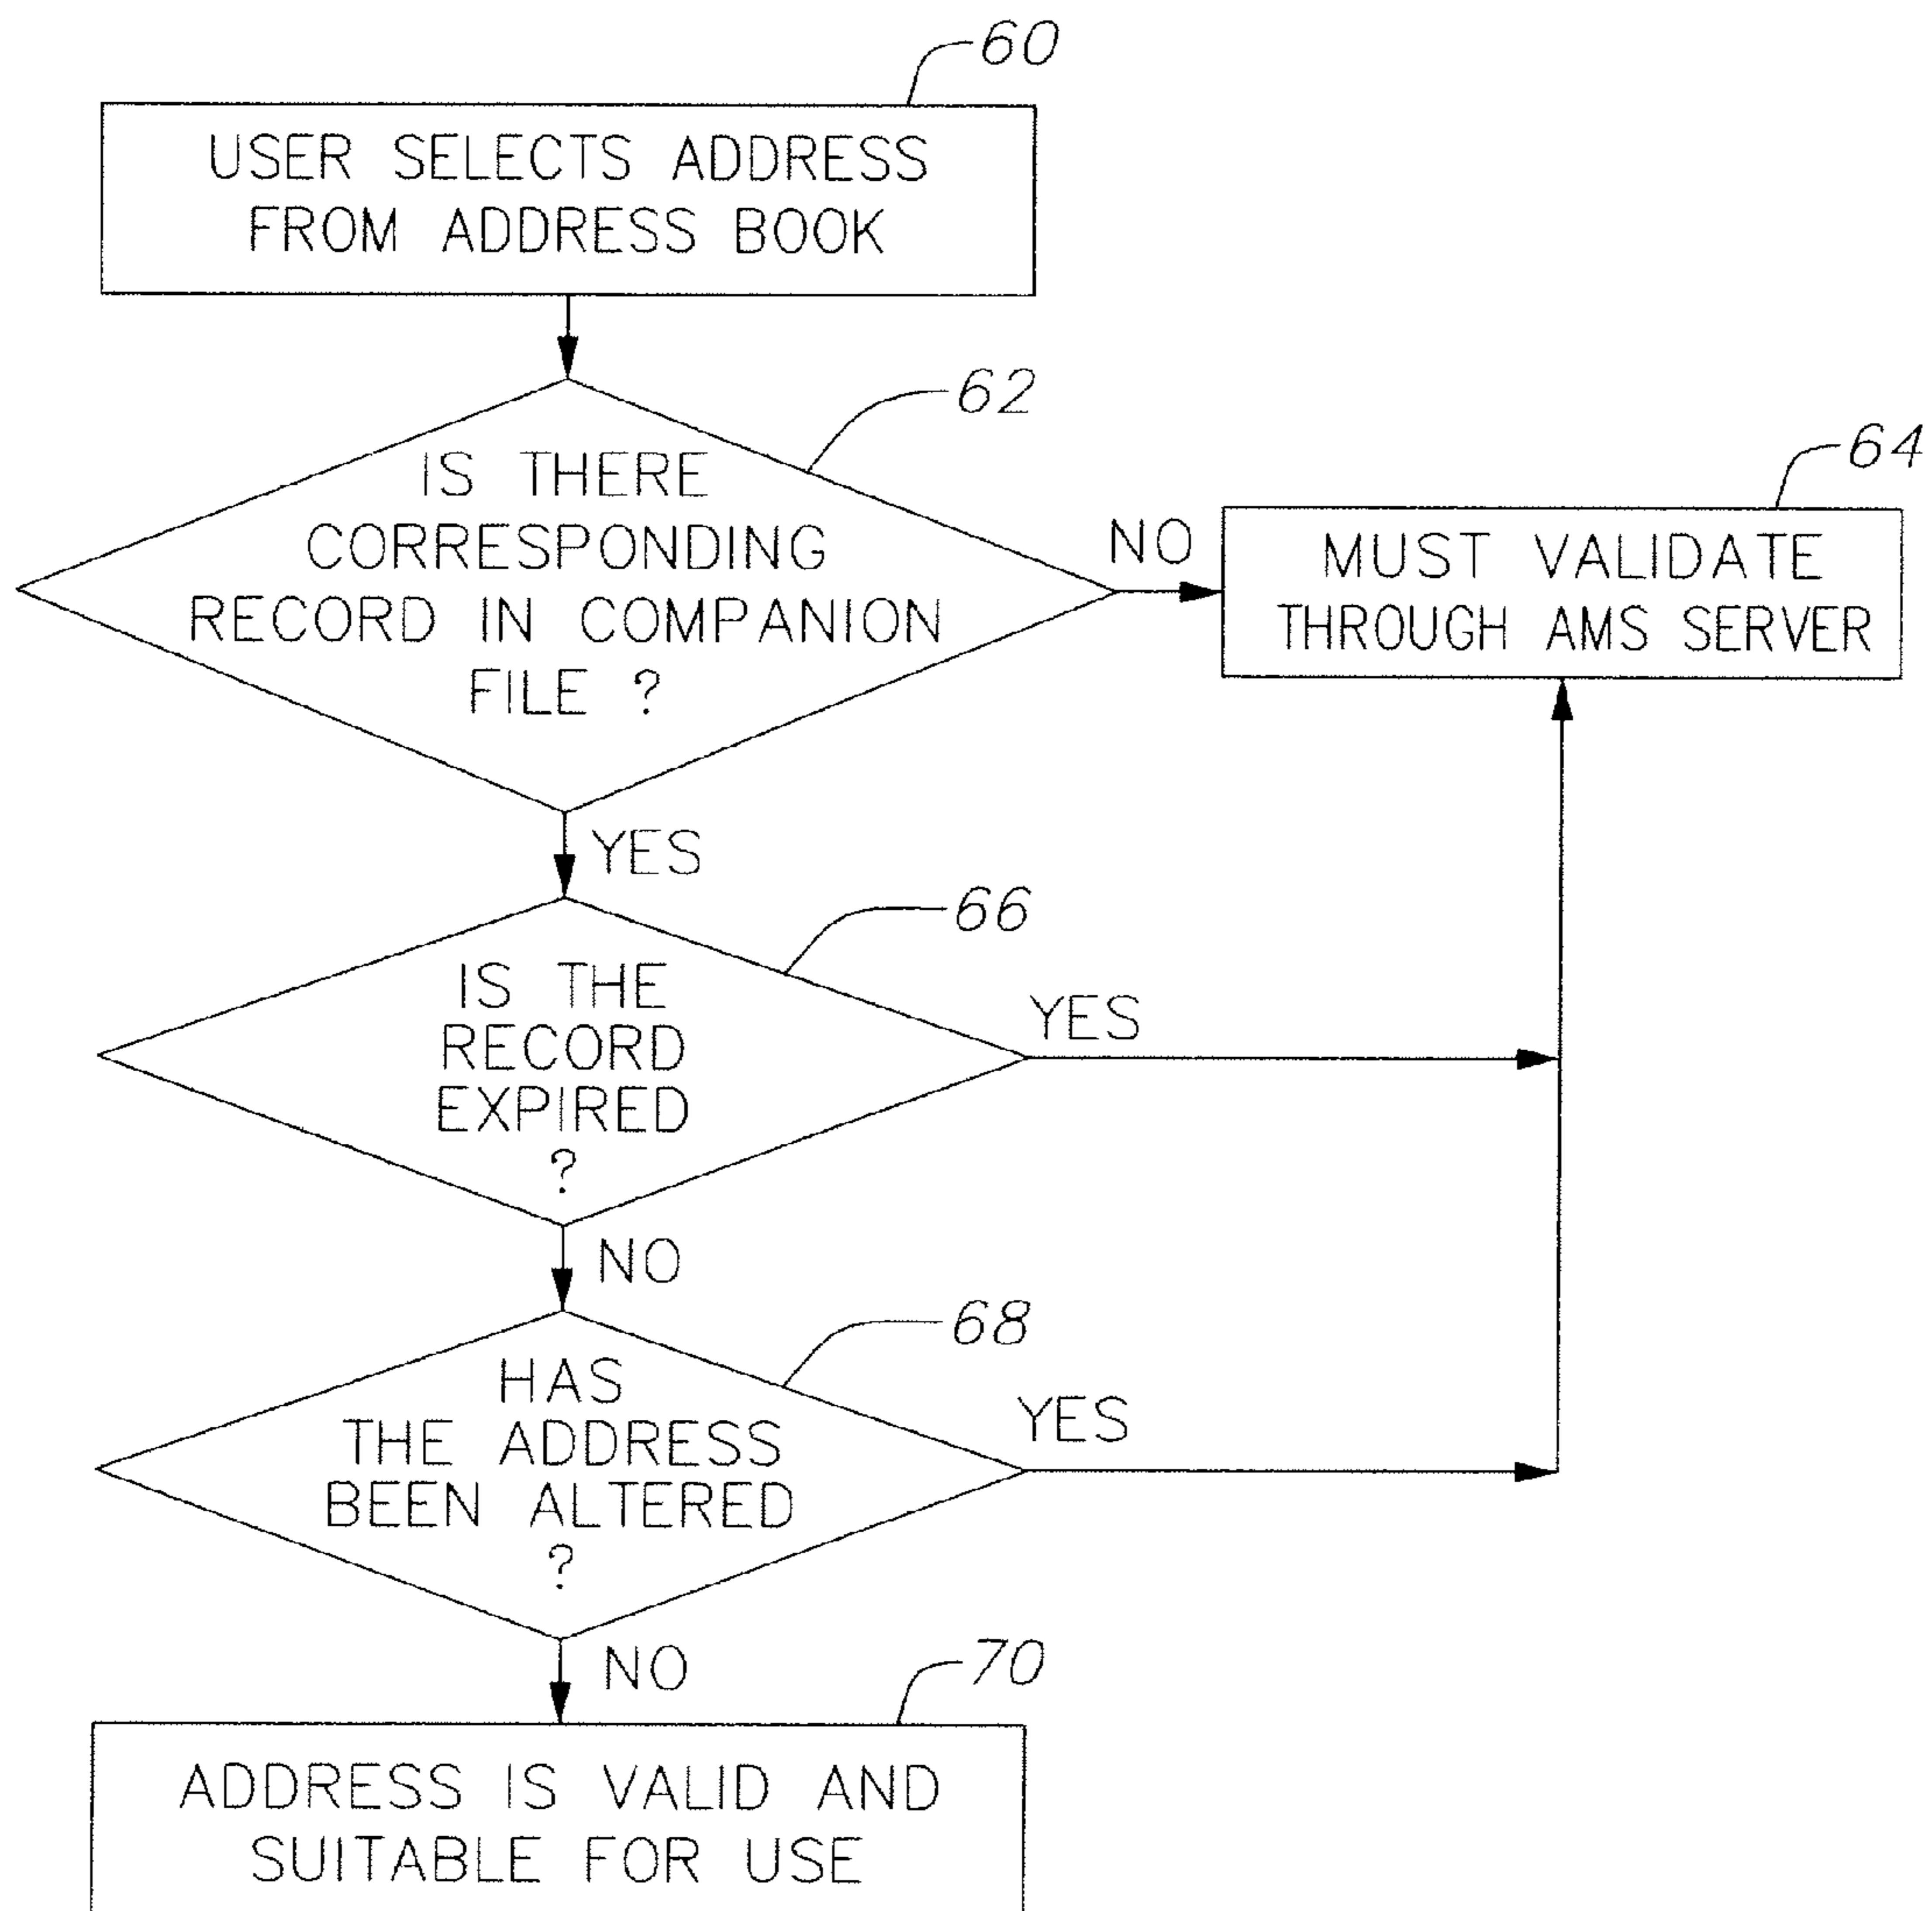 60
USER SELECTS ADDRESS
FROM ADDRESS BOOK
62
IS THERE
CORRESPONDING
RECORD IN COMPANION
FILE ?
NO
64
MUST VALIDATE
THROUGH AMS SERVER
YES
66
IS THE
RECORD
EXPIRED
?
YES
NO
68
HAS
THE ADDRESS
BEEN ALTERED
?
YES
NO
70
ADDRESS IS VALID AND
SUITABLE FOR USE